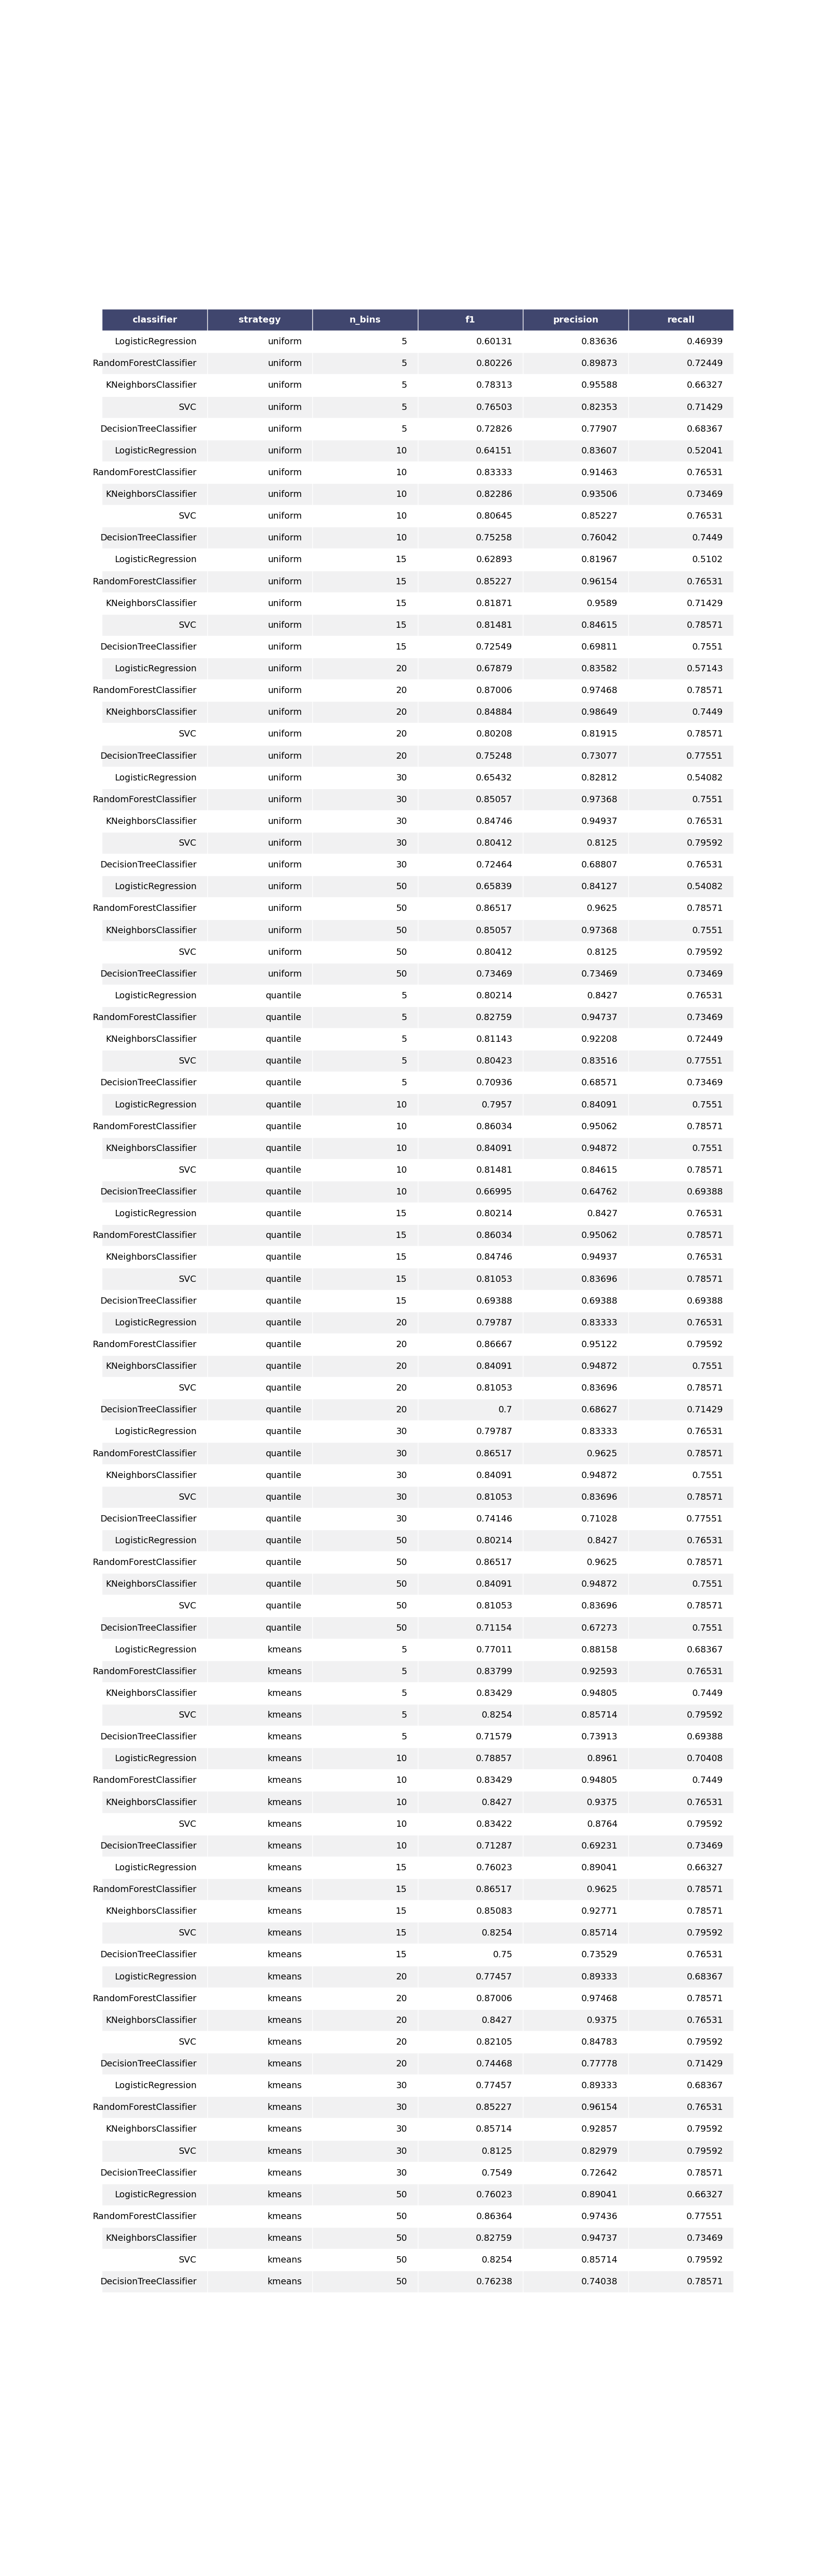 classifier strategy n_bins f1 precision recall
LogisticRegression uniform 5 0.60131 0.83636 0.46939
RandomForestClassifier uniform 5 0.80226 0.89873 0.72449
KNeighborsClassifier uniform 5 0.78313 0.95588 0.66327
SVC uniform 5 0.76503 0.82353 0.71429
DecisionTreeClassifier uniform 5 0.72826 0.77907 0.68367
LogisticRegression uniform 10 0.64151 0.83607 0.52041
RandomForestClassifier uniform 10 0.83333 0.91463 0.76531
KNeighborsClassifier uniform 10 0.82286 0.93506 0.73469
SVC uniform 10 0.80645 0.85227 0.76531
DecisionTreeClassifier uniform 10 0.75258 0.76042 0.7449
LogisticRegression uniform 15 0.62893 0.81967 0.5102
RandomForestClassifier uniform 15 0.85227 0.96154 0.76531
KNeighborsClassifier uniform 15 0.81871 0.9589 0.71429
SVC uniform 15 0.81481 0.84615 0.78571
DecisionTreeClassifier uniform 15 0.72549 0.69811 0.7551
LogisticRegression uniform 20 0.67879 0.83582 0.57143
RandomForestClassifier uniform 20 0.87006 0.97468 0.78571
KNeighborsClassifier uniform 20 0.84884 0.98649 0.7449
SVC uniform 20 0.80208 0.81915 0.78571
DecisionTreeClassifier uniform 20 0.75248 0.73077 0.77551
LogisticRegression uniform 30 0.65432 0.82812 0.54082
RandomForestClassifier uniform 30 0.85057 0.97368 0.7551
KNeighborsClassifier uniform 30 0.84746 0.94937 0.76531
SVC uniform 30 0.80412 0.8125 0.79592
DecisionTreeClassifier uniform 30 0.72464 0.68807 0.76531
LogisticRegression uniform 50 0.65839 0.84127 0.54082
RandomForestClassifier uniform 50 0.86517 0.9625 0.78571
KNeighborsClassifier uniform 50 0.85057 0.97368 0.7551
SVC uniform 50 0.80412 0.8125 0.79592
DecisionTreeClassifier uniform 50 0.73469 0.73469 0.73469
LogisticRegression quantile 5 0.80214 0.8427 0.76531
RandomForestClassifier quantile 5 0.82759 0.94737 0.73469
KNeighborsClassifier quantile 5 0.81143 0.92208 0.72449
SVC quantile 5 0.80423 0.83516 0.77551
DecisionTreeClassifier quantile 5 0.70936 0.68571 0.73469
LogisticRegression quantile 10 0.7957 0.84091 0.7551
RandomForestClassifier quantile 10 0.86034 0.95062 0.78571
KNeighborsClassifier quantile 10 0.84091 0.94872 0.7551
SVC quantile 10 0.81481 0.84615 0.78571
DecisionTreeClassifier quantile 10 0.66995 0.64762 0.69388
LogisticRegression quantile 15 0.80214 0.8427 0.76531
RandomForestClassifier quantile 15 0.86034 0.95062 0.78571
KNeighborsClassifier quantile 15 0.84746 0.94937 0.76531
SVC quantile 15 0.81053 0.83696 0.78571
DecisionTreeClassifier quantile 15 0.69388 0.69388 0.69388
LogisticRegression quantile 20 0.79787 0.83333 0.76531
RandomForestClassifier quantile 20 0.86667 0.95122 0.79592
KNeighborsClassifier quantile 20 0.84091 0.94872 0.7551
SVC quantile 20 0.81053 0.83696 0.78571
DecisionTreeClassifier quantile 20 0.7 0.68627 0.71429
LogisticRegression quantile 30 0.79787 0.83333 0.76531
RandomForestClassifier quantile 30 0.86517 0.9625 0.78571
KNeighborsClassifier quantile 30 0.84091 0.94872 0.7551
SVC quantile 30 0.81053 0.83696 0.78571
DecisionTreeClassifier quantile 30 0.74146 0.71028 0.77551
LogisticRegression quantile 50 0.80214 0.8427 0.76531
RandomForestClassifier quantile 50 0.86517 0.9625 0.78571
KNeighborsClassifier quantile 50 0.84091 0.94872 0.7551
SVC quantile 50 0.81053 0.83696 0.78571
DecisionTreeClassifier quantile 50 0.71154 0.67273 0.7551
LogisticRegression kmeans 5 0.77011 0.88158 0.68367
RandomForestClassifier kmeans 5 0.83799 0.92593 0.76531
KNeighborsClassifier kmeans 5 0.83429 0.94805 0.7449
SVC kmeans 5 0.8254 0.85714 0.79592
DecisionTreeClassifier kmeans 5 0.71579 0.73913 0.69388
LogisticRegression kmeans 10 0.78857 0.8961 0.70408
RandomForestClassifier kmeans 10 0.83429 0.94805 0.7449
KNeighborsClassifier kmeans 10 0.8427 0.9375 0.76531
SVC kmeans 10 0.83422 0.8764 0.79592
DecisionTreeClassifier kmeans 10 0.71287 0.69231 0.73469
LogisticRegression kmeans 15 0.76023 0.89041 0.66327
RandomForestClassifier kmeans 15 0.86517 0.9625 0.78571
KNeighborsClassifier kmeans 15 0.85083 0.92771 0.78571
SVC kmeans 15 0.8254 0.85714 0.79592
DecisionTreeClassifier kmeans 15 0.75 0.73529 0.76531
LogisticRegression kmeans 20 0.77457 0.89333 0.68367
RandomForestClassifier kmeans 20 0.87006 0.97468 0.78571
KNeighborsClassifier kmeans 20 0.8427 0.9375 0.76531
SVC kmeans 20 0.82105 0.84783 0.79592
DecisionTreeClassifier kmeans 20 0.74468 0.77778 0.71429
LogisticRegression kmeans 30 0.77457 0.89333 0.68367
RandomForestClassifier kmeans 30 0.85227 0.96154 0.76531
KNeighborsClassifier kmeans 30 0.85714 0.92857 0.79592
SVC kmeans 30 0.8125 0.82979 0.79592
DecisionTreeClassifier kmeans 30 0.7549 0.72642 0.78571
LogisticRegression kmeans 50 0.76023 0.89041 0.66327
RandomForestClassifier kmeans 50 0.86364 0.97436 0.77551
KNeighborsClassifier kmeans 50 0.82759 0.94737 0.73469
SVC kmeans 50 0.8254 0.85714 0.79592
DecisionTreeClassifier kmeans 50 0.76238 0.74038 0.78571